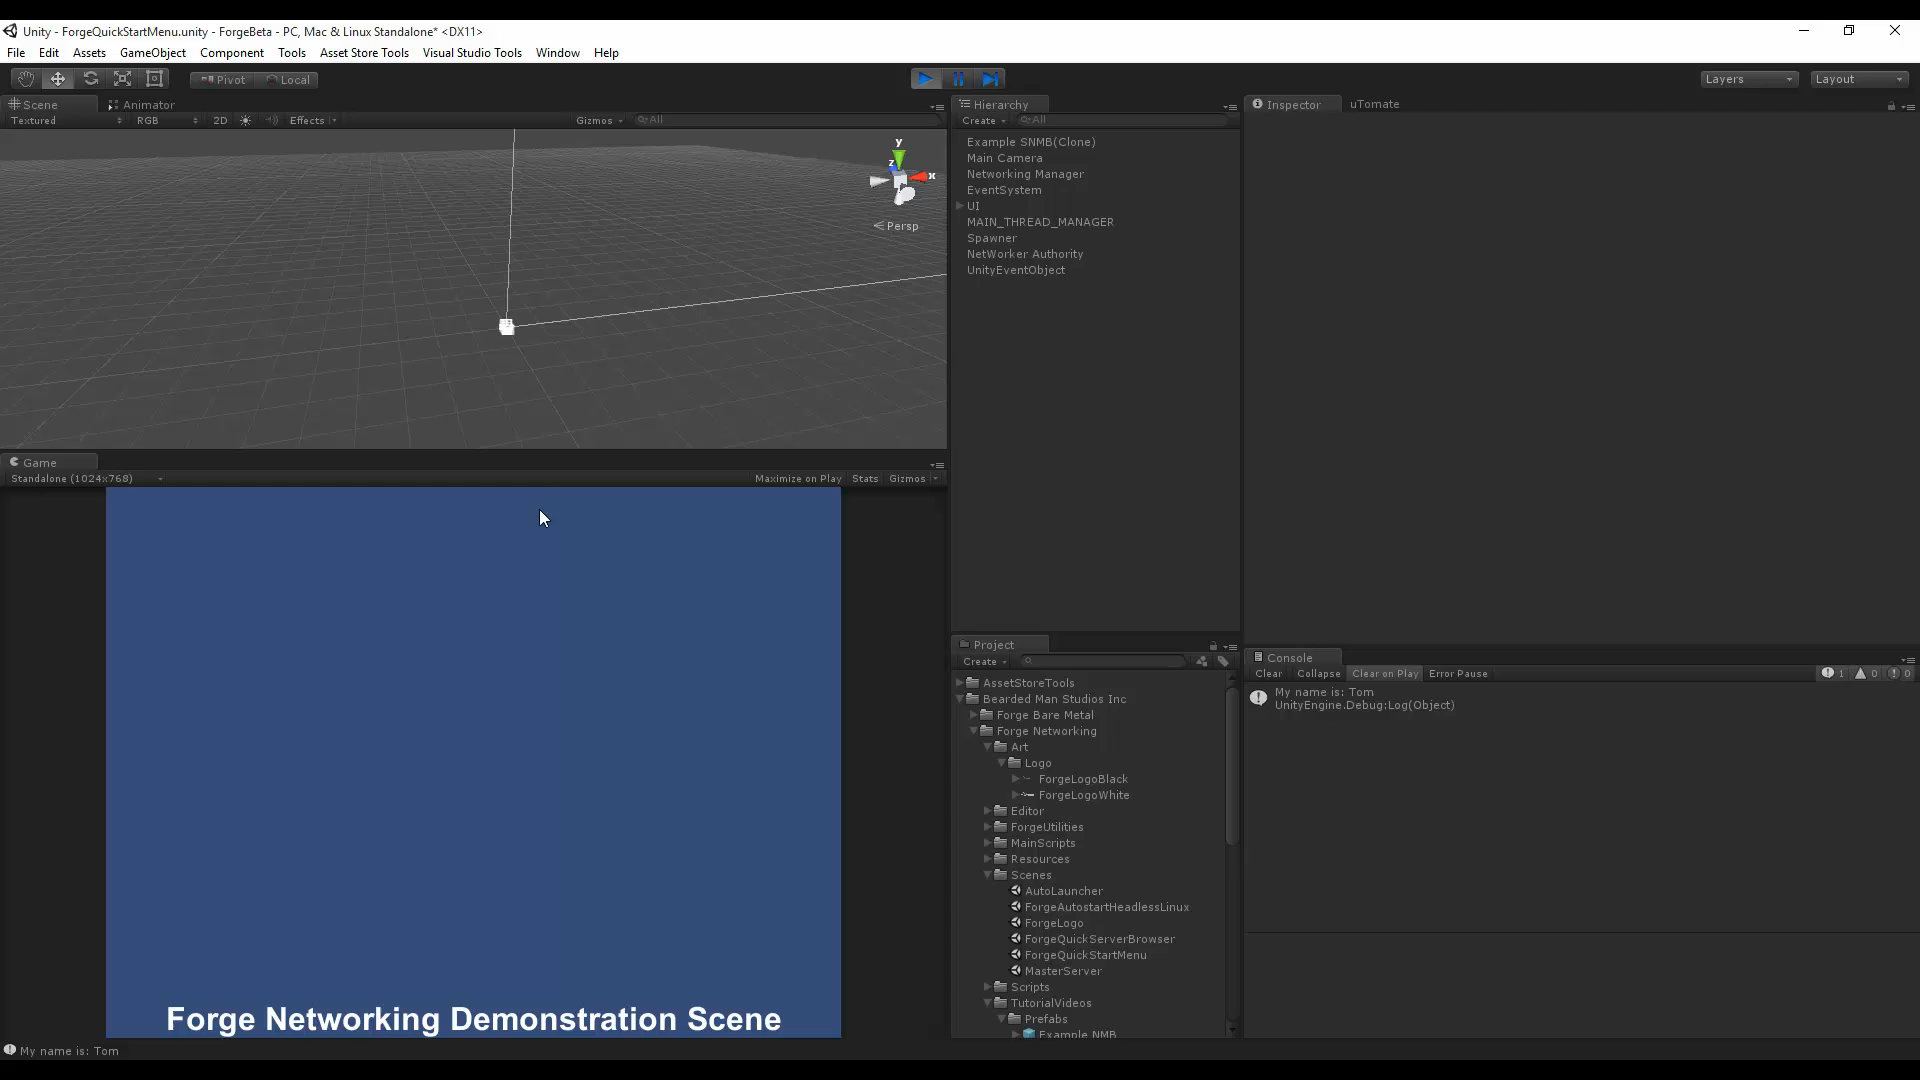 Unity - ForgeQuickStartMenu.unity - ForgeBeta - PC, Mac & Linux Standalone* <DX11>
File Edit Assets GameObject Component Tools Asset Store Tools Visual Studio Tools Window Help
Pivot Local
Layers Layout
Scene Animator
Textured RGB 2D Effects Gizmos All
y
z
x
Persp
Game
Standalone (1024x768) Maximize on Play Stats Gizmos
Forge Networking Demonstration Scene
Hierarchy
Create All
Example SNMB(Clone)
Main Camera
Networking Manager
EventSystem
UI
MAIN_THREAD_MANAGER
Spawner
NetWorker Authority
UnityEventObject
Project
Create
AssetStoreTools
Bearded Man Studios Inc
Forge Bare Metal
Forge Networking
Art
Logo
ForgeLogoBlack
ForgeLogoWhite
Editor
ForgeUtilities
MainScripts
Resources
Scenes
AutoLauncher
ForgeAutostartHeadlessLinux
ForgeLogo
ForgeQuickServerBrowser
ForgeQuickStartMenu
MasterServer
Scripts
TutorialVideos
Prefabs
Example NMB
Inspector uTomate
Console
Clear Collapse Clear on Play Error Pause 1 0 0
My name is: Tom
UnityEngine.Debug:Log(Object)
My name is: Tom